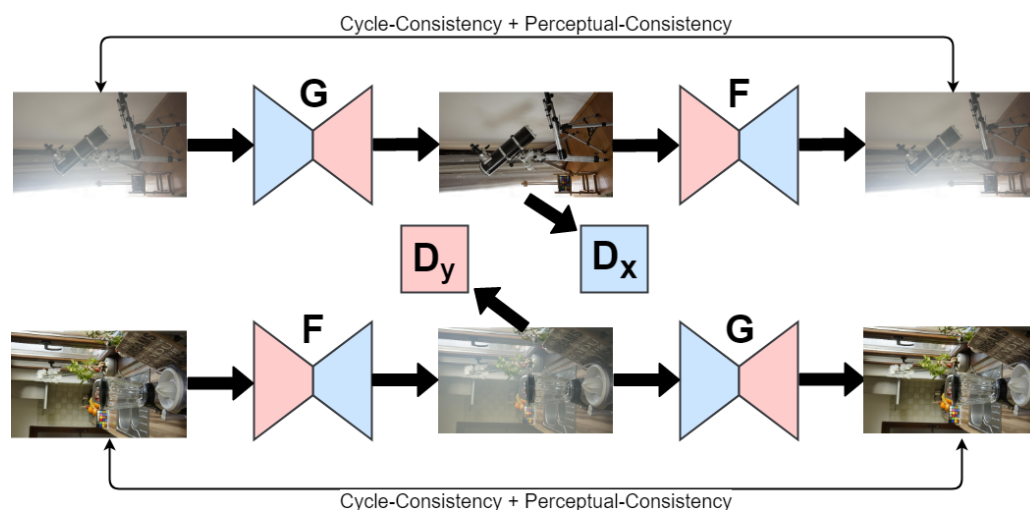 Cycle-Consistency + Perceptual-Consistency
G
F
Dy
Dx
F
G
Cycle-Consistency + Perceptual-Consistency